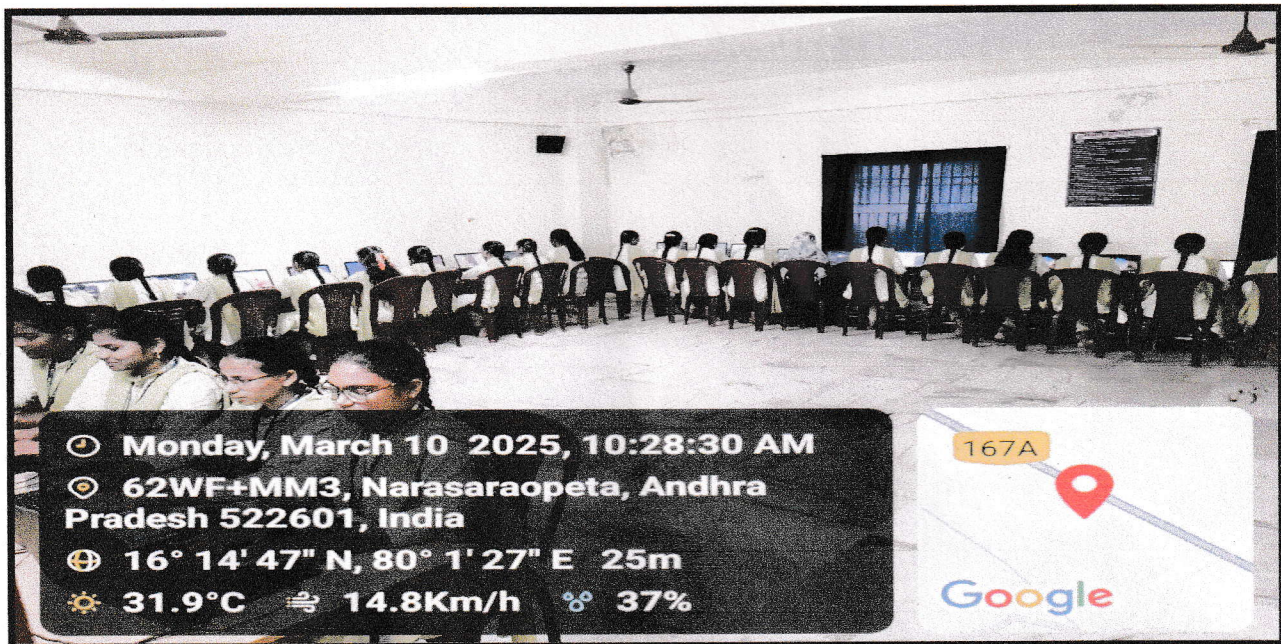 Monday, March 10 2025, 10:28:30 AM
62WF+MM3, Narasaraopeta, Andhra
Pradesh 522601, India
16° 14' 47" N, 80° 1' 27" E 25m
31.9°C 14.8Km/h 37%
167A
Google